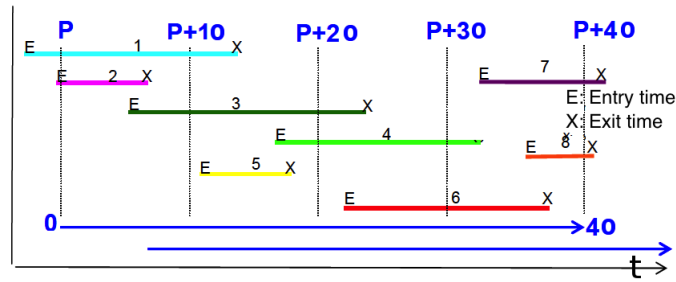 P P+10 P+20 P+30 P+40
E 1 X
E 2 X
E 7 X
E: Entry time
E 3 X
X: Exit time
E 4
E 8 X
E 5 X
E 6 X
0 40
t